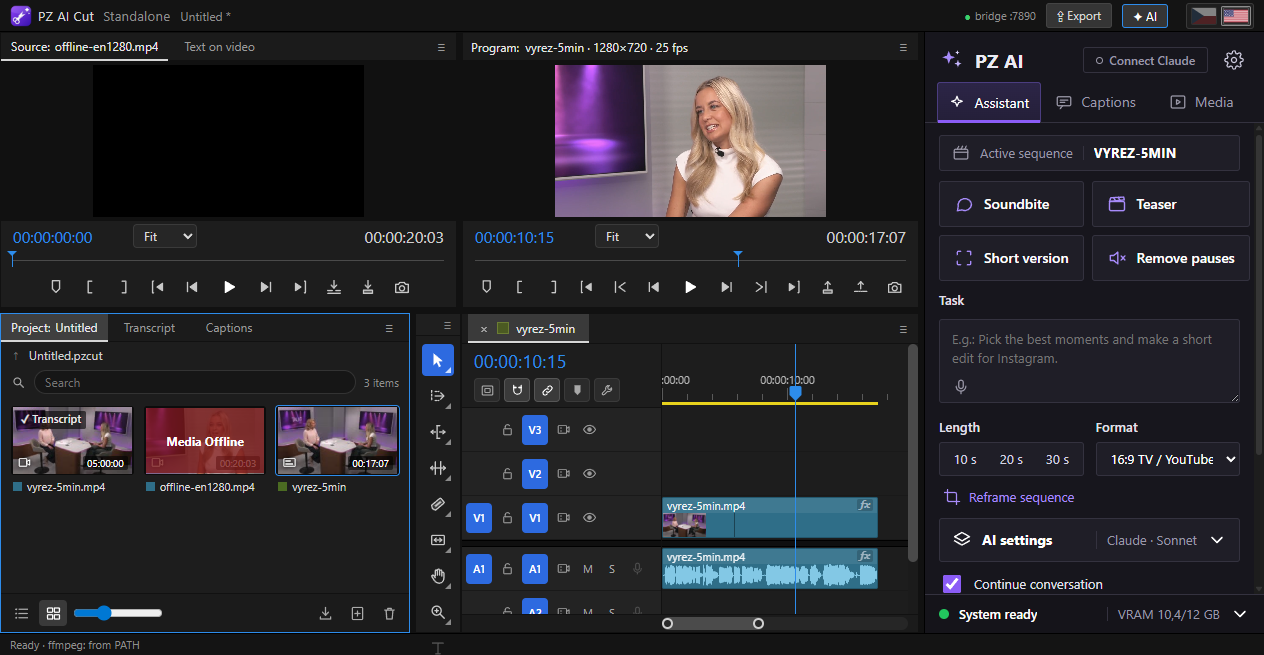 PZ AI Cut Standalone Untitled * bridge :7890 Export AI
Source: offline-en1280.mp4 Text on video
Program: vyrez-5min · 1280×720 · 25 fps
00:00:00:00 Fit 00:00:20:03
00:00:10:15 Fit 00:00:17:07
Project: Untitled Transcript Captions
Untitled.pzcut
Search 3 items
Transcript
05:00:00
Media Offline
00:20:03
00:17:07
vyrez-5min.mp4 offline-en1280.mp4 vyrez-5min
Ready · ffmpeg: from PATH
vyrez-5min
00:00:10:15
:00:00 00:00:10:00
V3
V2
V1 V1
vyrez-5min.mp4 fx
A1 A1 M S
vyrez-5min.mp4 fx
A2 M S
PZ AI Connect Claude
Assistant Captions Media
Active sequence VYREZ-5MIN
Soundbite Teaser
Short version Remove pauses
Task
E.g.: Pick the best moments and make a short
edit for Instagram.
Length Format
10 s 20 s 30 s 16:9 TV / YouTube
Reframe sequence
AI settings Claude · Sonnet
Continue conversation
System ready VRAM 10,4/12 GB